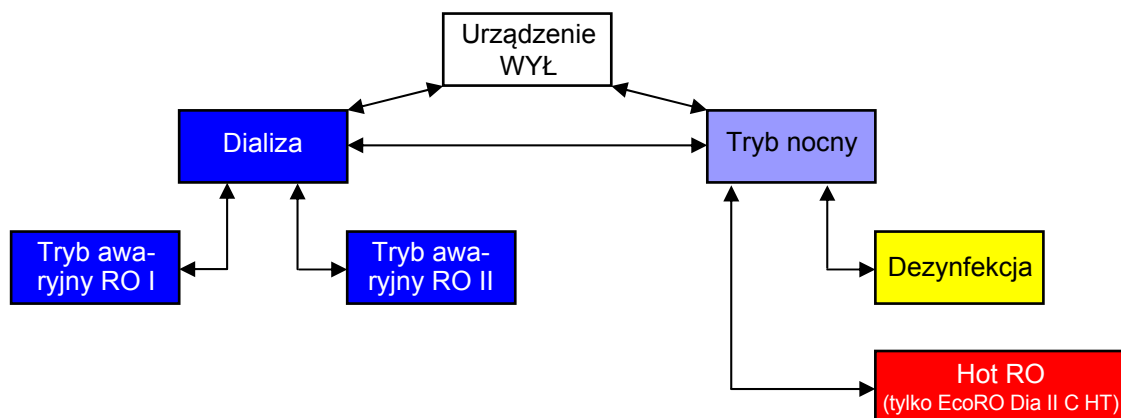 Urządzenie
WYŁ
Dializa
Tryb nocny
Tryb awa-
ryjny RO I
Tryb awa-
ryjny RO II
Dezynfekcja
Hot RO
(tylko EcoRO Dia II C HT)